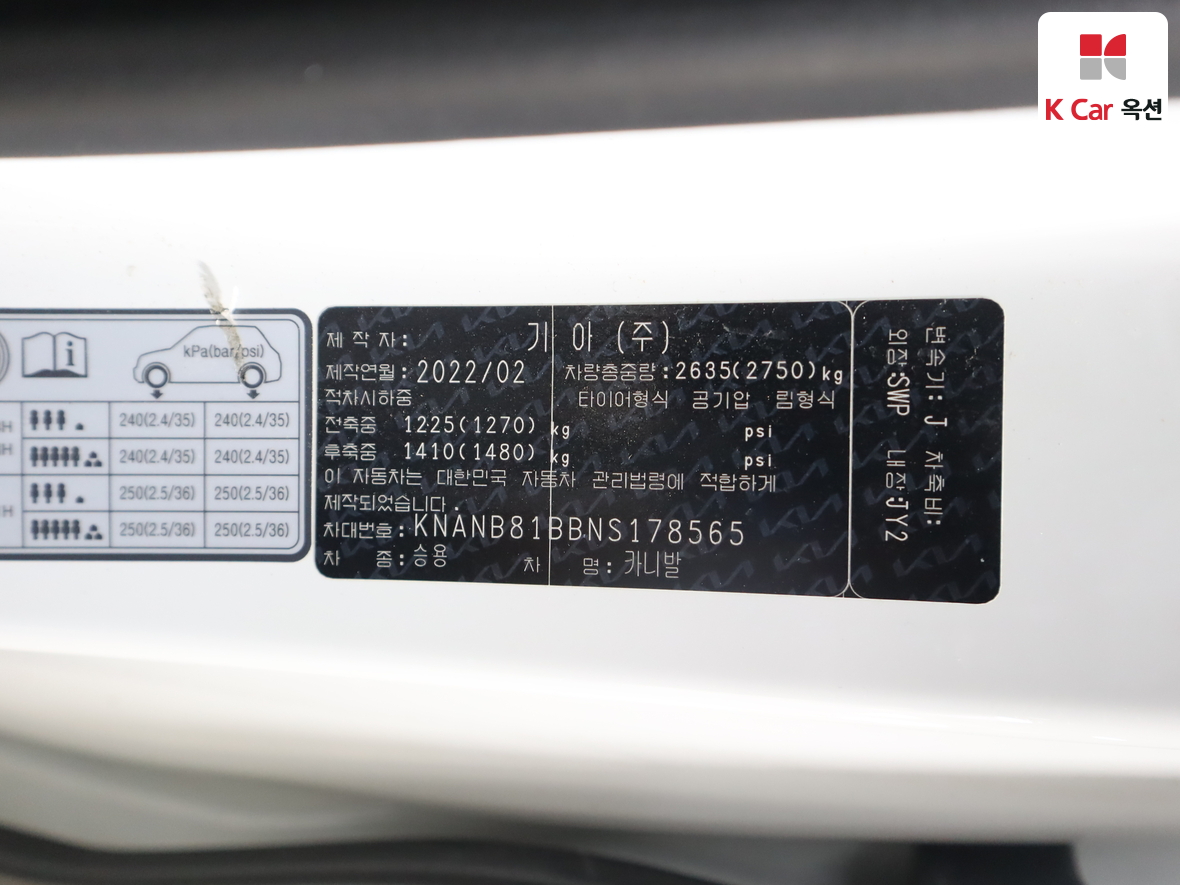 K Car 옥션
kPa(bar/psi)
240(2.4/35) 240(2.4/35)
240(2.4/35) 240(2.4/35)
250(2.5/36) 250(2.5/36)
250(2.5/36) 250(2.5/36)
제 작 자 : 기 아 (주)
제작연월 : 2022/02 차량총중량 : 2635(2750)kg
적차시하중 타이어형식 공기압 림형식
전축중 1225(1270) kg psi
후축중 1410(1480) kg psi
이 자동차는 대한민국 자동차 관리법령에 적합하게
제작되었습니다.
차대번호 : KNANB81BBNS178565
차 종 : 승용 차 명 : 카니발
변속기: J 차축비:
외장:SWP 내장:JY2